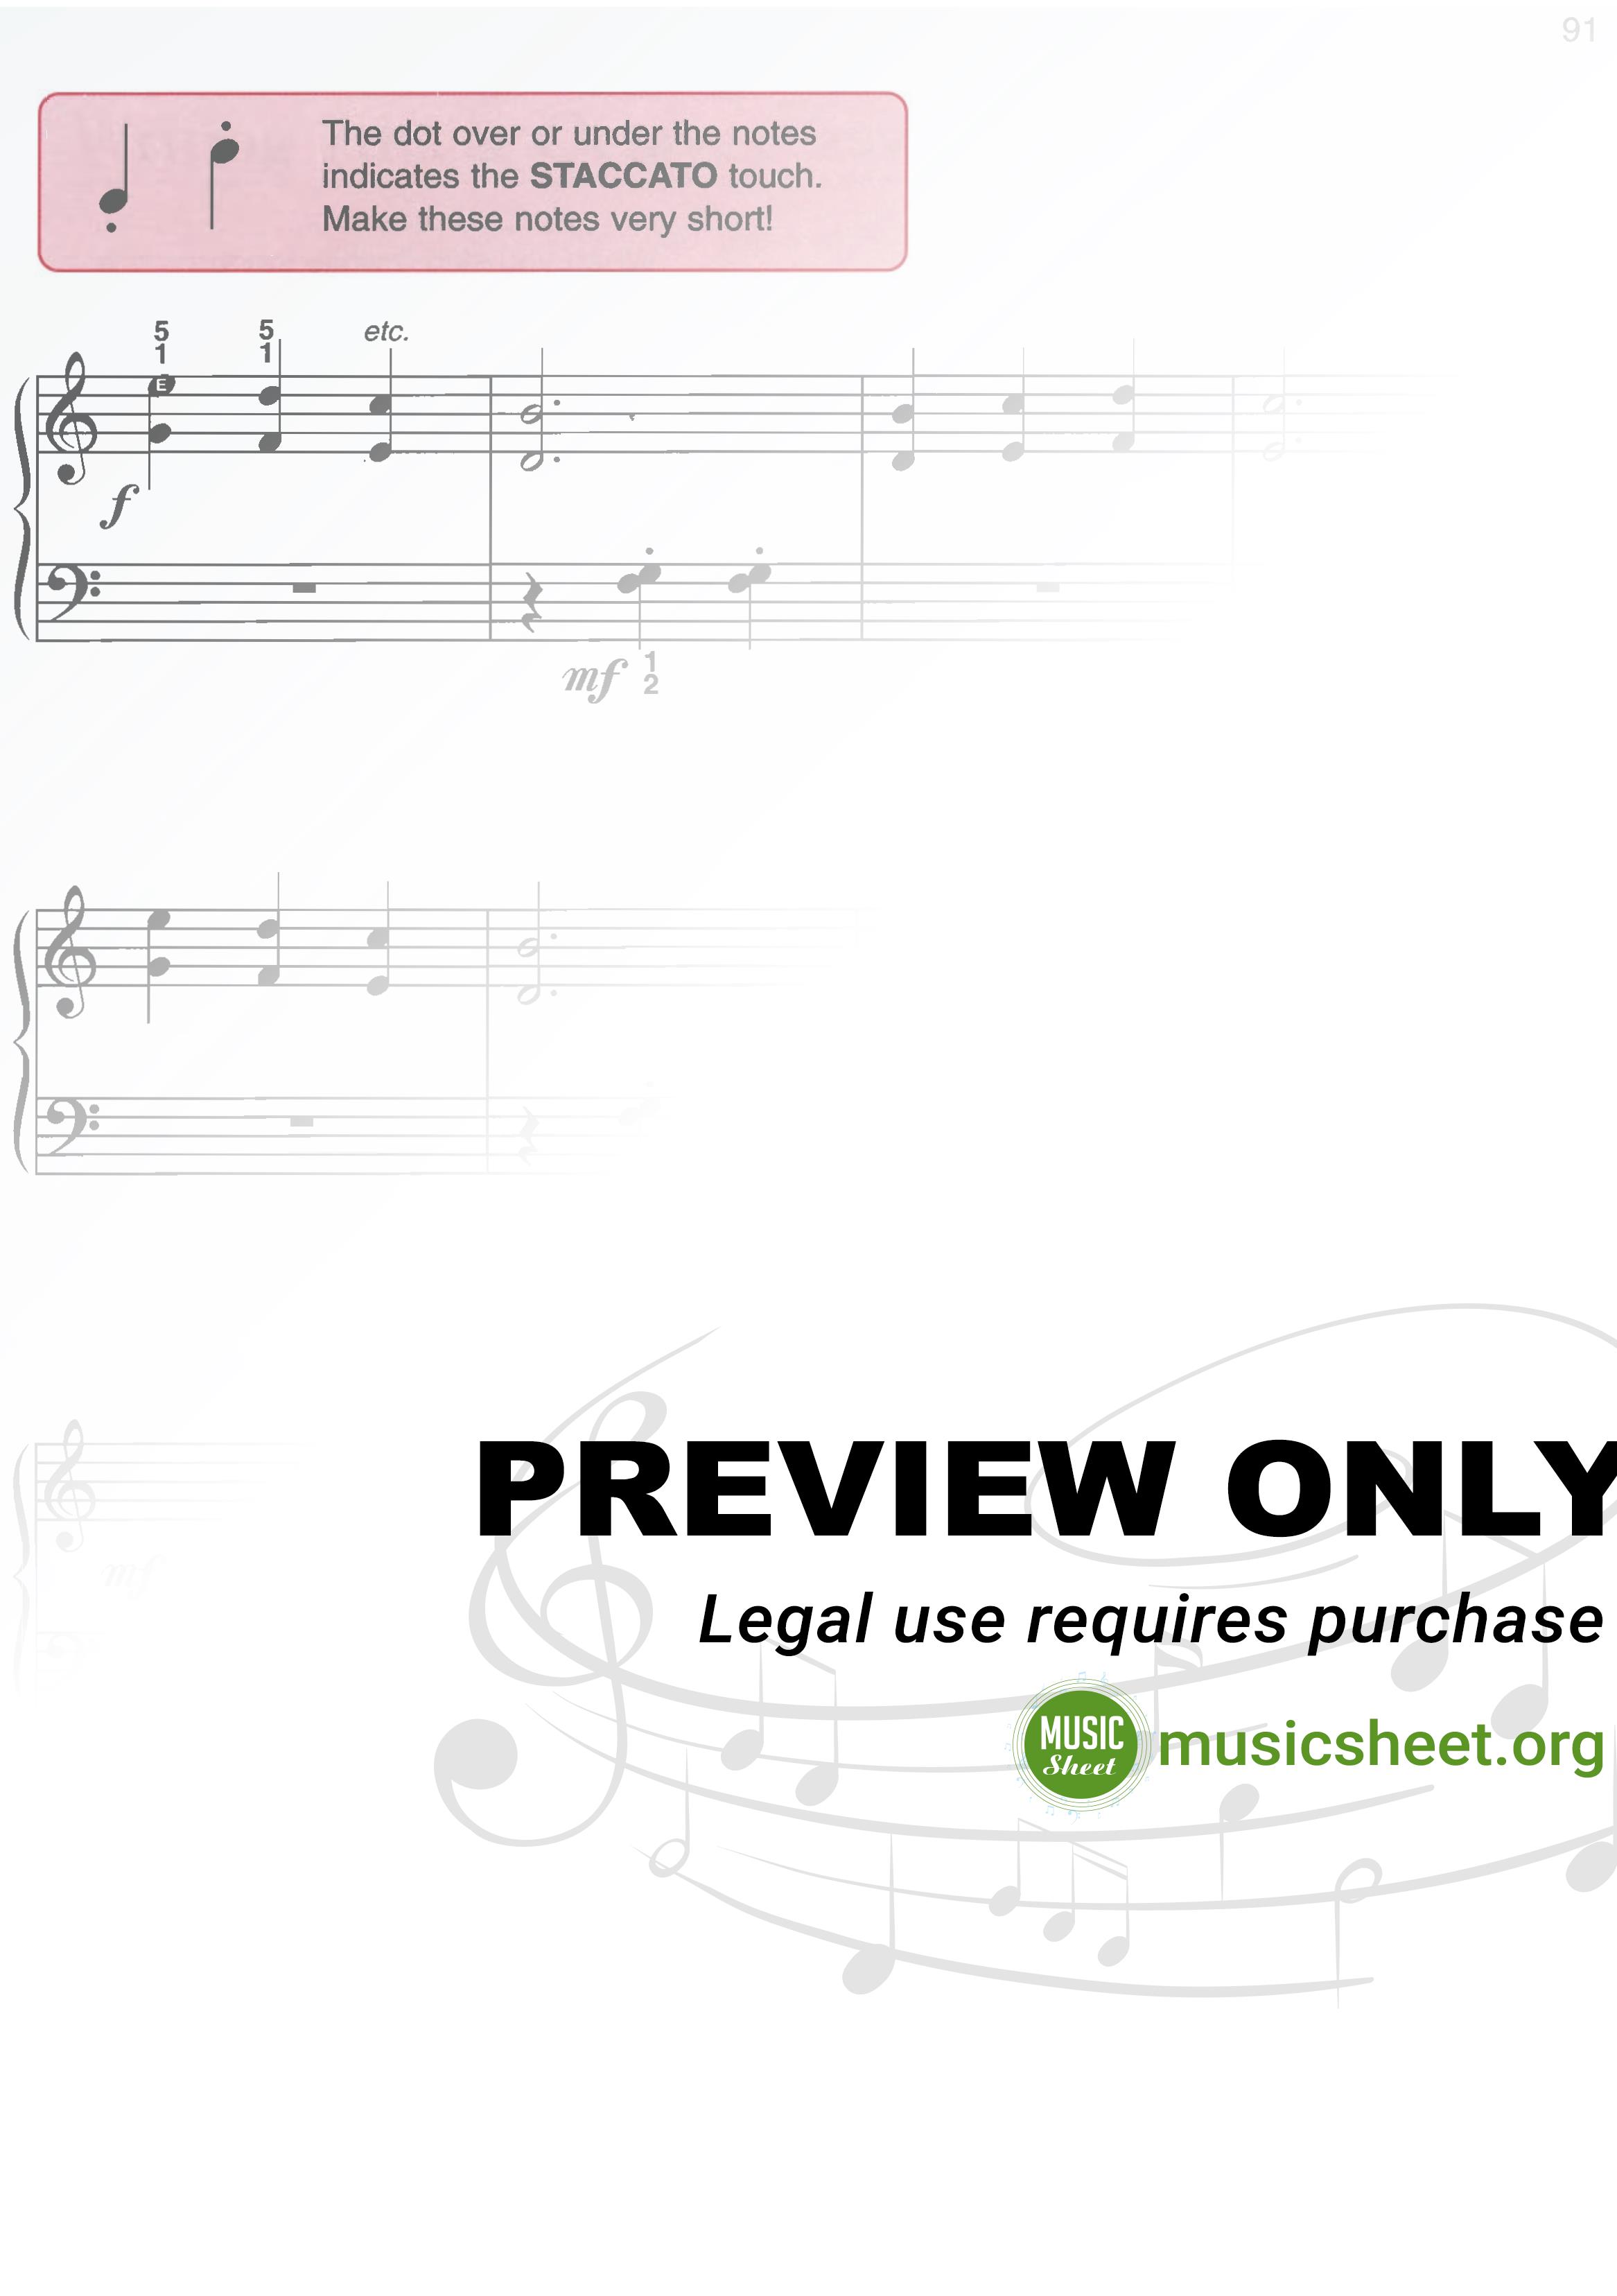 91
The dot over or under the notes
indicates the STACCATO touch.
Make these notes very short!
5 5 etc.
1 1
E
f
mf 1
2
mf
PREVIEW ONLY
Legal use requires purchase
MUSIC
Sheet
musicsheet.org